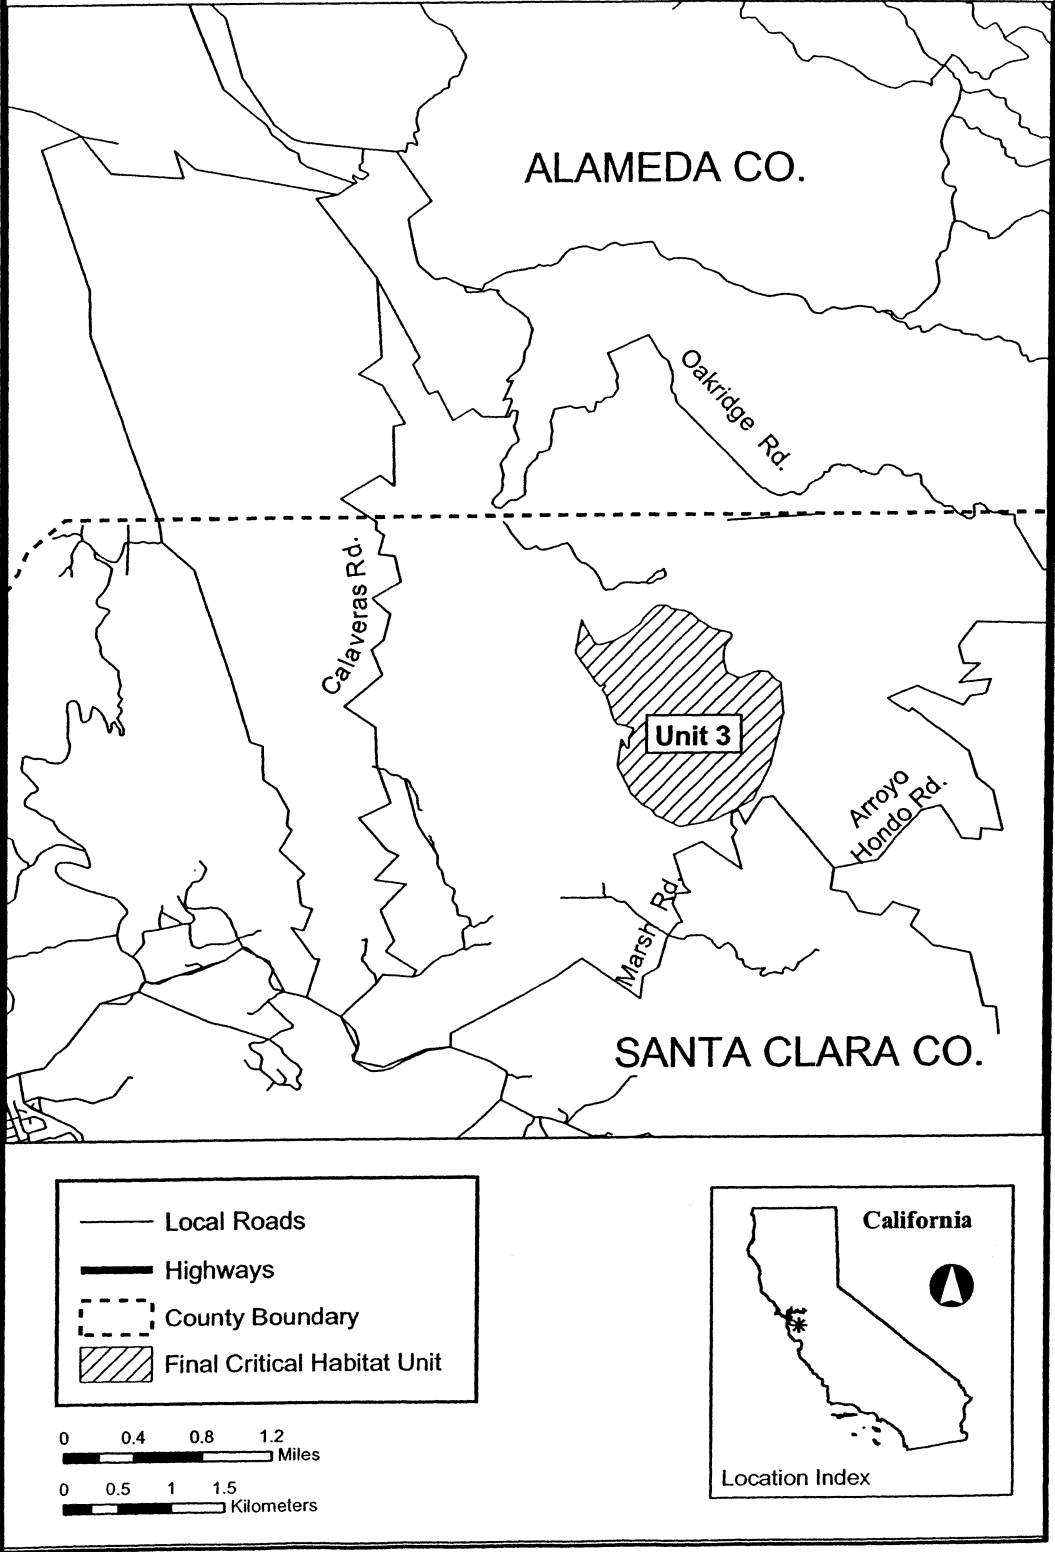 ALAMEDA CO.
Oakridge Rd.
Calaveras Rd.
Unit 3
Arroyo
Hondo Rd.
Marsh Rd.
SANTA CLARA CO.
Local Roads
Highways
County Boundary
Final Critical Habitat Unit
0 0.4 0.8 1.2
Miles
0 0.5 1 1.5
Kilometers
California
Location Index